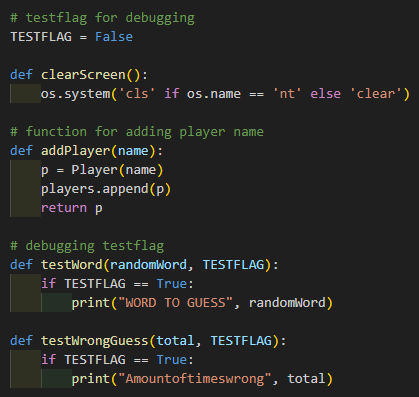 # testflag for debugging
TESTFLAG = False

def clearScreen():
    os.system('cls' if os.name == 'nt' else 'clear')

# function for adding player name
def addPlayer(name):
    p = Player(name)
    players.append(p)
    return p

# debugging testflag
def testWord(randomWord, TESTFLAG):
    if TESTFLAG == True:
        print("WORD TO GUESS", randomWord)

def testWrongGuess(total, TESTFLAG):
    if TESTFLAG == True:
        print("Amountoftimeswrong", total)